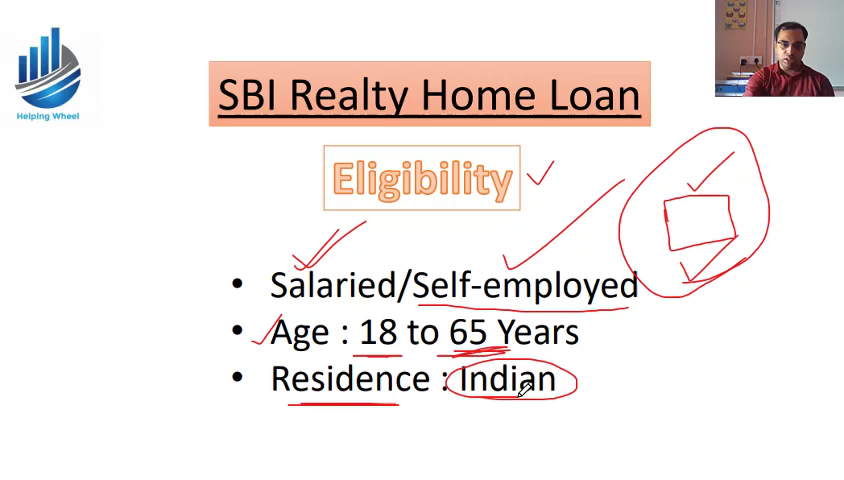 Helping Wheel
SBI Realty Home Loan
Eligibility
• Salaried/Self-employed
• Age : 18 to 65 Years
• Residence : Indian